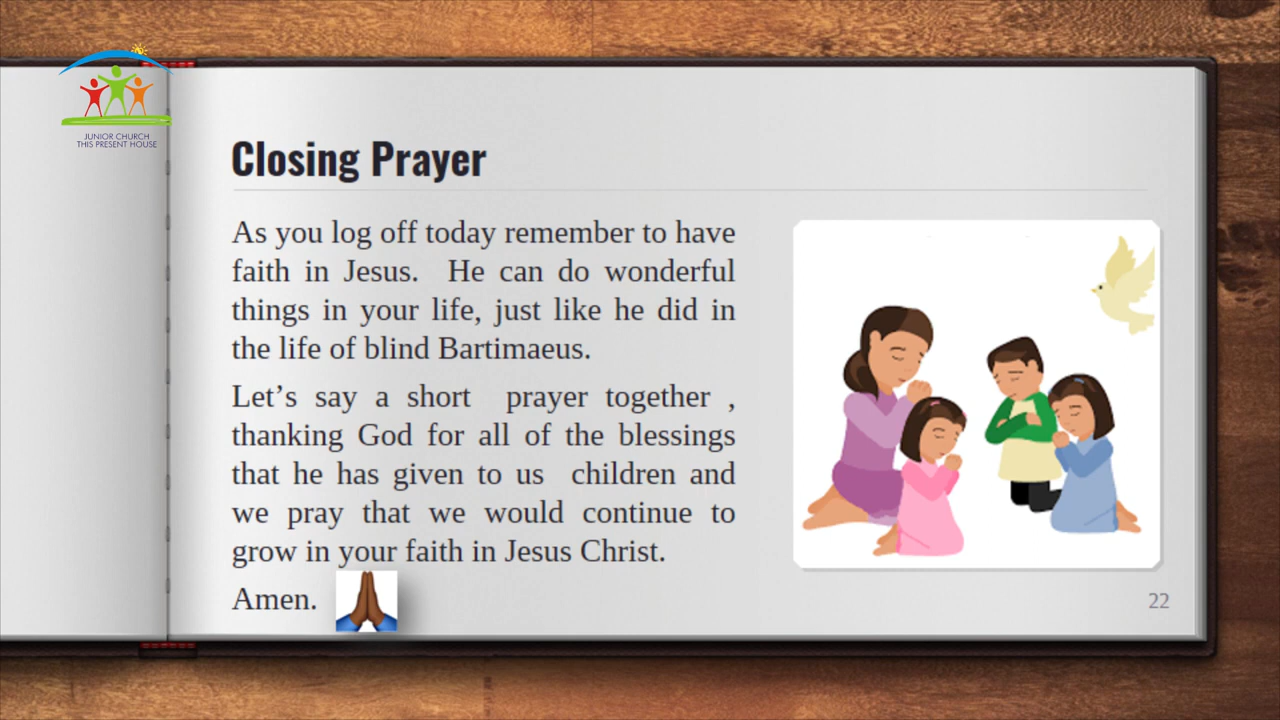 JUNIOR CHURCH
THIS PRESENT HOUSE
Closing Prayer
As you log off today remember to have
faith in Jesus. He can do wonderful
things in your life, just like he did in
the life of blind Bartimaeus.
Let’s say a short prayer together ,
thanking God for all of the blessings
that he has given to us children and
we pray that we would continue to
grow in your faith in Jesus Christ.
Amen.
22